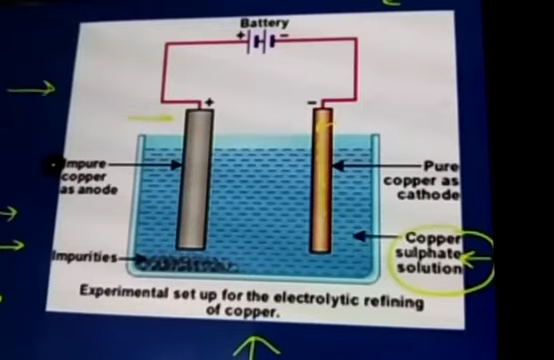 Battery
+ -
+ -
Impure
copper
as anode
Pure
copper as
cathode
Copper
sulphate
solution
Impurities
Experimental set up for the electrolytic refining
of copper.